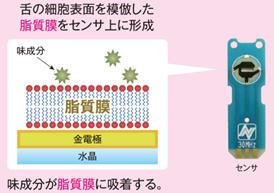 舌の細胞表面を模倣した
脂質膜をセンサ上に形成
味成分
脂質膜
金電極
水晶
30MHz
センサ
味成分が脂質膜に吸着する。